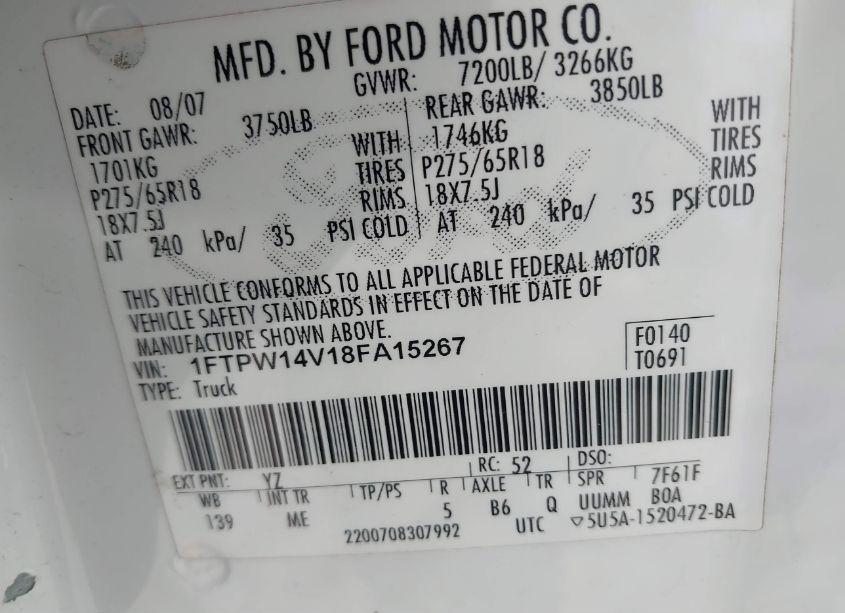 MFD. BY FORD MOTOR CO.
DATE: 08/07 GVWR: 7200LB/ 3266KG
FRONT GAWR: 3750LB REAR GAWR: 3850LB
1701KG WITH 1746KG WITH
P275/65R18 TIRES P275/65R18 TIRES
18X7.5J RIMS 18X7.5J RIMS
AT 240 kPa/ 35 PSI COLD AT 240 kPa/ 35 PSI COLD
THIS VEHICLE CONFORMS TO ALL APPLICABLE FEDERAL MOTOR
VEHICLE SAFETY STANDARDS IN EFFECT ON THE DATE OF
MANUFACTURE SHOWN ABOVE.
VIN: 1FTPW14V18FA15267 F0140
TYPE: Truck T0691
EXT PNT: YZ RC: 52 DSO:
WB INT TR TP/PS R AXLE TR SPR 7F61F
139 ME 5 B6 Q UUMM BOA
2200708307992 UTC ▽5U5A-1520472-BA